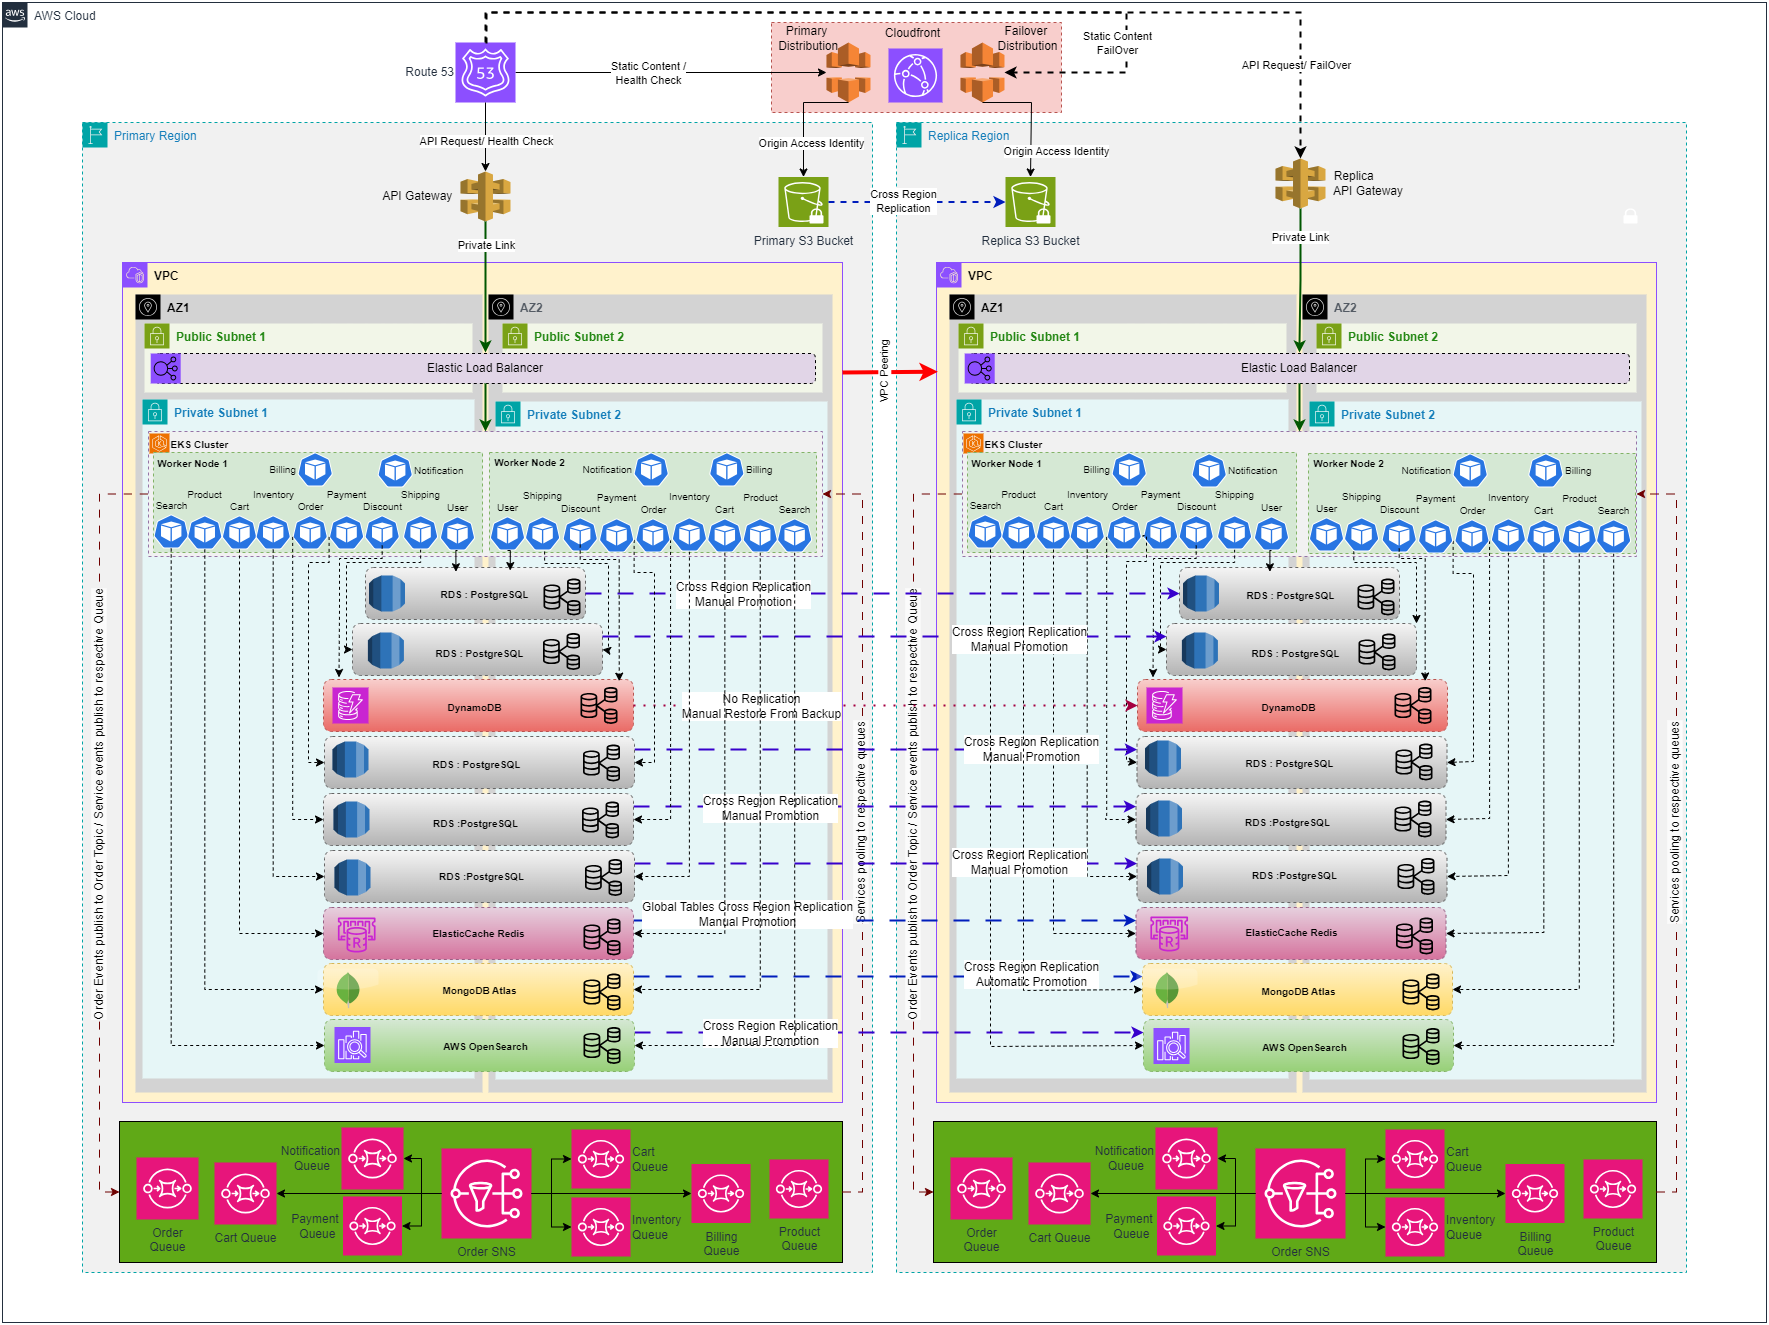 aws
AWS Cloud
Route 53
53
Static Content /
Health Check
Primary
Distribution
Cloudfront
Failover
Distribution
Static Content
FailOver
API Request/ FailOver
Primary Region
API Request/ Health Check
API Gateway
Private Link
Origin Access Identity
Primary S3 Bucket
Cross Region
Replication
Replica Region
Origin Access Identity
Replica S3 Bucket
Replica
API Gateway
Private Link
VPC
AZ1
AZ2
Public Subnet 1
Public Subnet 2
Elastic Load Balancer
Private Subnet 1
Private Subnet 2
EKS Cluster
Worker Node 1
Billing
Notification
Product
Inventory
Payment
Shipping
Search
Cart
Order
Discount
User
Worker Node 2
Notification
Billing
Shipping
Payment
Inventory
Product
User
Discount
Order
Cart
Search
RDS : PostgreSQL
RDS : PostgreSQL
DynamoDB
RDS : PostgreSQL
RDS :PostgreSQL
RDS :PostgreSQL
ElasticCache Redis
R
MongoDB Atlas
AWS OpenSearch
Order Events publish to Order Topic/ Service events publish to respective Queue
Services pooling to respective queues
VPC Peering
Cross Region Replication
Manual Promotion
Cross Region Replication
Manual Promotion
No Replication
Manual Restore From Backup
Cross Region Replication
Manual Promotion
Cross Region Replication
Manual Promotion
Cross Region Replication
Manual Promotion
Global Tables Cross Region Replication
Manual Promotion
Cross Region Replication
Automatic Promotion
Cross Region Replication
Manual Promotion
VPC
AZ1
AZ2
Public Subnet 1
Public Subnet 2
Elastic Load Balancer
Private Subnet 1
Private Subnet 2
EKS Cluster
Worker Node 1
Billing
Notification
Product
Inventory
Payment
Shipping
Search
Cart
Order
Discount
User
Worker Node 2
Notification
Billing
Shipping
Payment
Inventory
Product
User
Discount
Order
Cart
Search
RDS : PostgreSQL
RDS : PostgreSQL
DynamoDB
RDS : PostgreSQL
RDS :PostgreSQL
RDS :PostgreSQL
ElasticCache Redis
R
MongoDB Atlas
AWS OpenSearch
Order Events publish to Order Topic/ Service events publish to respective Queue
Services pooling to respective queues
Order
Queue
Cart Queue
Notification
Queue
Payment
Queue
Order SNS
Cart
Queue
Inventory
Queue
Billing
Queue
Product
Queue
Order
Queue
Cart Queue
Notification
Queue
Payment
Queue
Order SNS
Cart
Queue
Inventory
Queue
Billing
Queue
Product
Queue